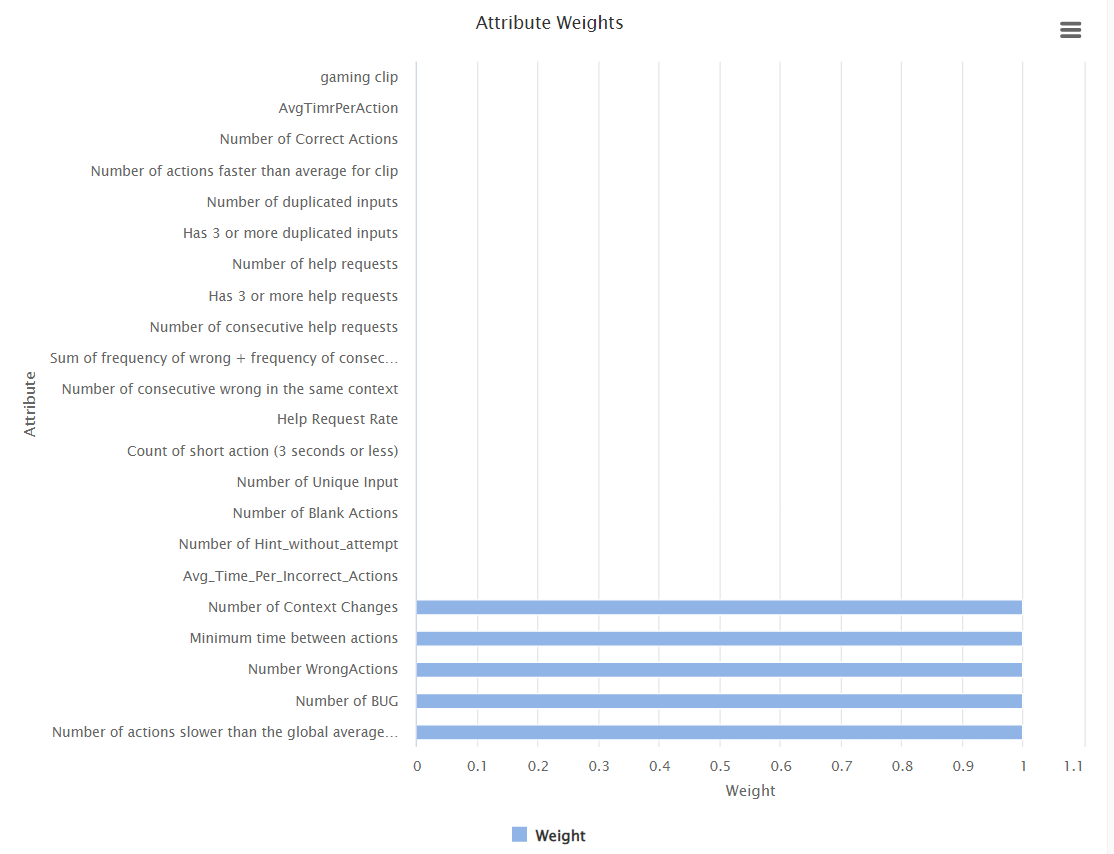 Attribute Weights
gaming clip
AvgTimrPerAction
Number of Correct Actions
Number of actions faster than average for clip
Number of duplicated inputs
Has 3 or more duplicated inputs
Number of help requests
Has 3 or more help requests
Number of consecutive help requests
Sum of frequency of wrong + frequency of consec...
Number of consecutive wrong in the same context
Help Request Rate
Count of short action (3 seconds or less)
Number of Unique Input
Number of Blank Actions
Number of Hint_without_attempt
Avg_Time_Per_Incorrect_Actions
Number of Context Changes
Minimum time between actions
Number WrongActions
Number of BUG
Number of actions slower than the global average...
Attribute
0 0.1 0.2 0.3 0.4 0.5 0.6 0.7 0.8 0.9 1 1.1
Weight
Weight